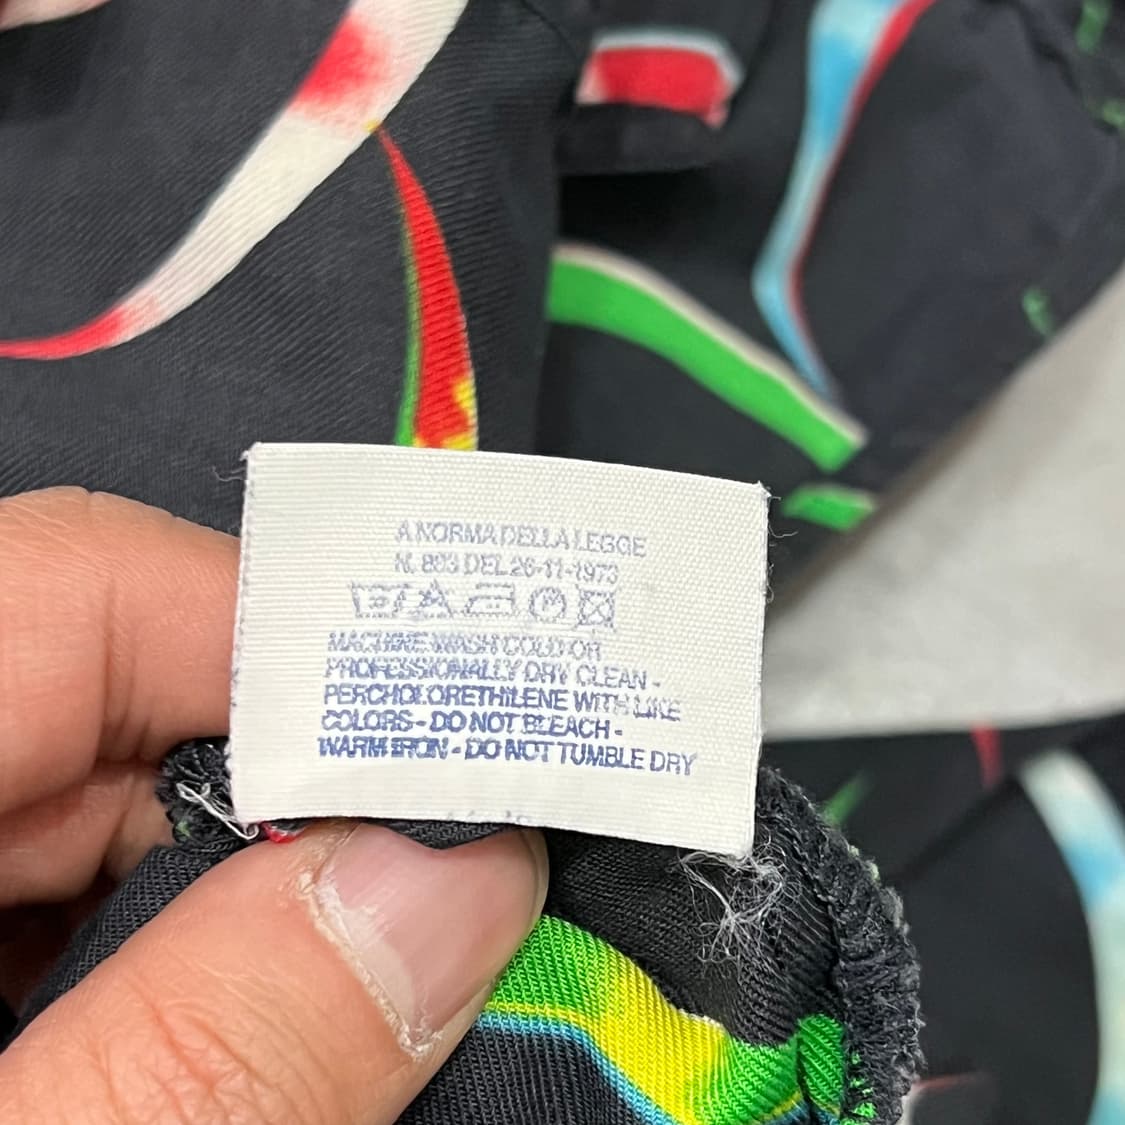 A NORMA DELLA LEGGE
N. 883 DEL 26-11-1973
MACHINE WASH COLD OR
PROFESSIONALLY DRY CLEAN -
PERCHOLORETHILENE WITH LIKE
COLORS - DO NOT BLEACH -
WARM IRON - DO NOT TUMBLE DRY